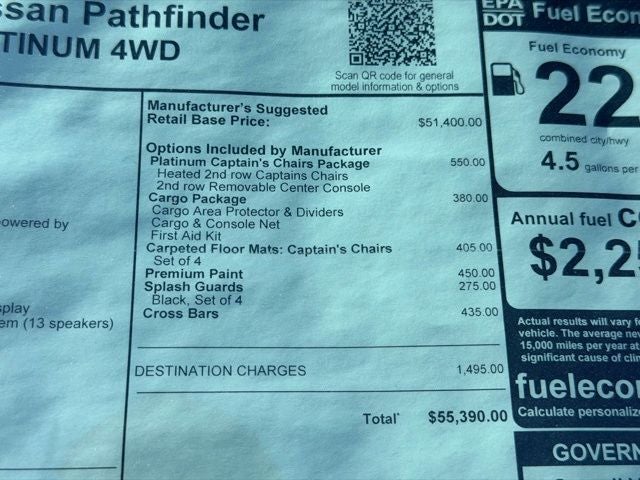 ssan Pathfinder
TINUM 4WD
Scan QR code for general
model information & options
Manufacturer's Suggested
Retail Base Price: $51,400.00
Options Included by Manufacturer
Platinum Captain's Chairs Package 550.00
Heated 2nd row Captains Chairs
2nd row Removable Center Console
Cargo Package 380.00
Cargo Area Protector & Dividers
Cargo & Console Net
First Aid Kit
Carpeted Floor Mats: Captain's Chairs 405.00
Set of 4
Premium Paint 450.00
Splash Guards 275.00
Black, Set of 4
Cross Bars 435.00
DESTINATION CHARGES 1,495.00
Total* $55,390.00
owered by
splay
em (13 speakers)
EPA
DOT Fuel Econ
Fuel Economy
22
combined city/hwy
4.5 gallons per
Annual fuel C
$2,2
Actual results will vary f
vehicle. The average ne
15,000 miles per year at
significant cause of cli
fueleco
Calculate personaliz
GOVERN